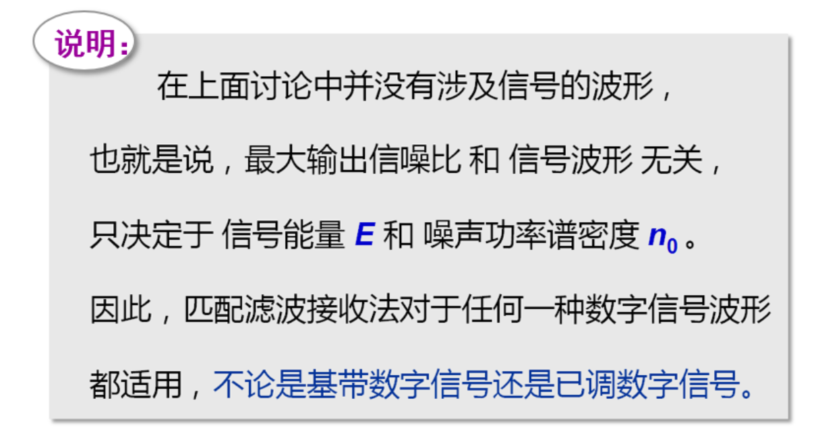 说明：
在上面讨论中并没有涉及信号的波形，
也就是说，最大输出信噪比 和 信号波形 无关，
只决定于 信号能量 E 和 噪声功率谱密度 n₀ 。
因此，匹配滤波接收法对于任何一种数字信号波形
都适用，不论是基带数字信号还是已调数字信号。